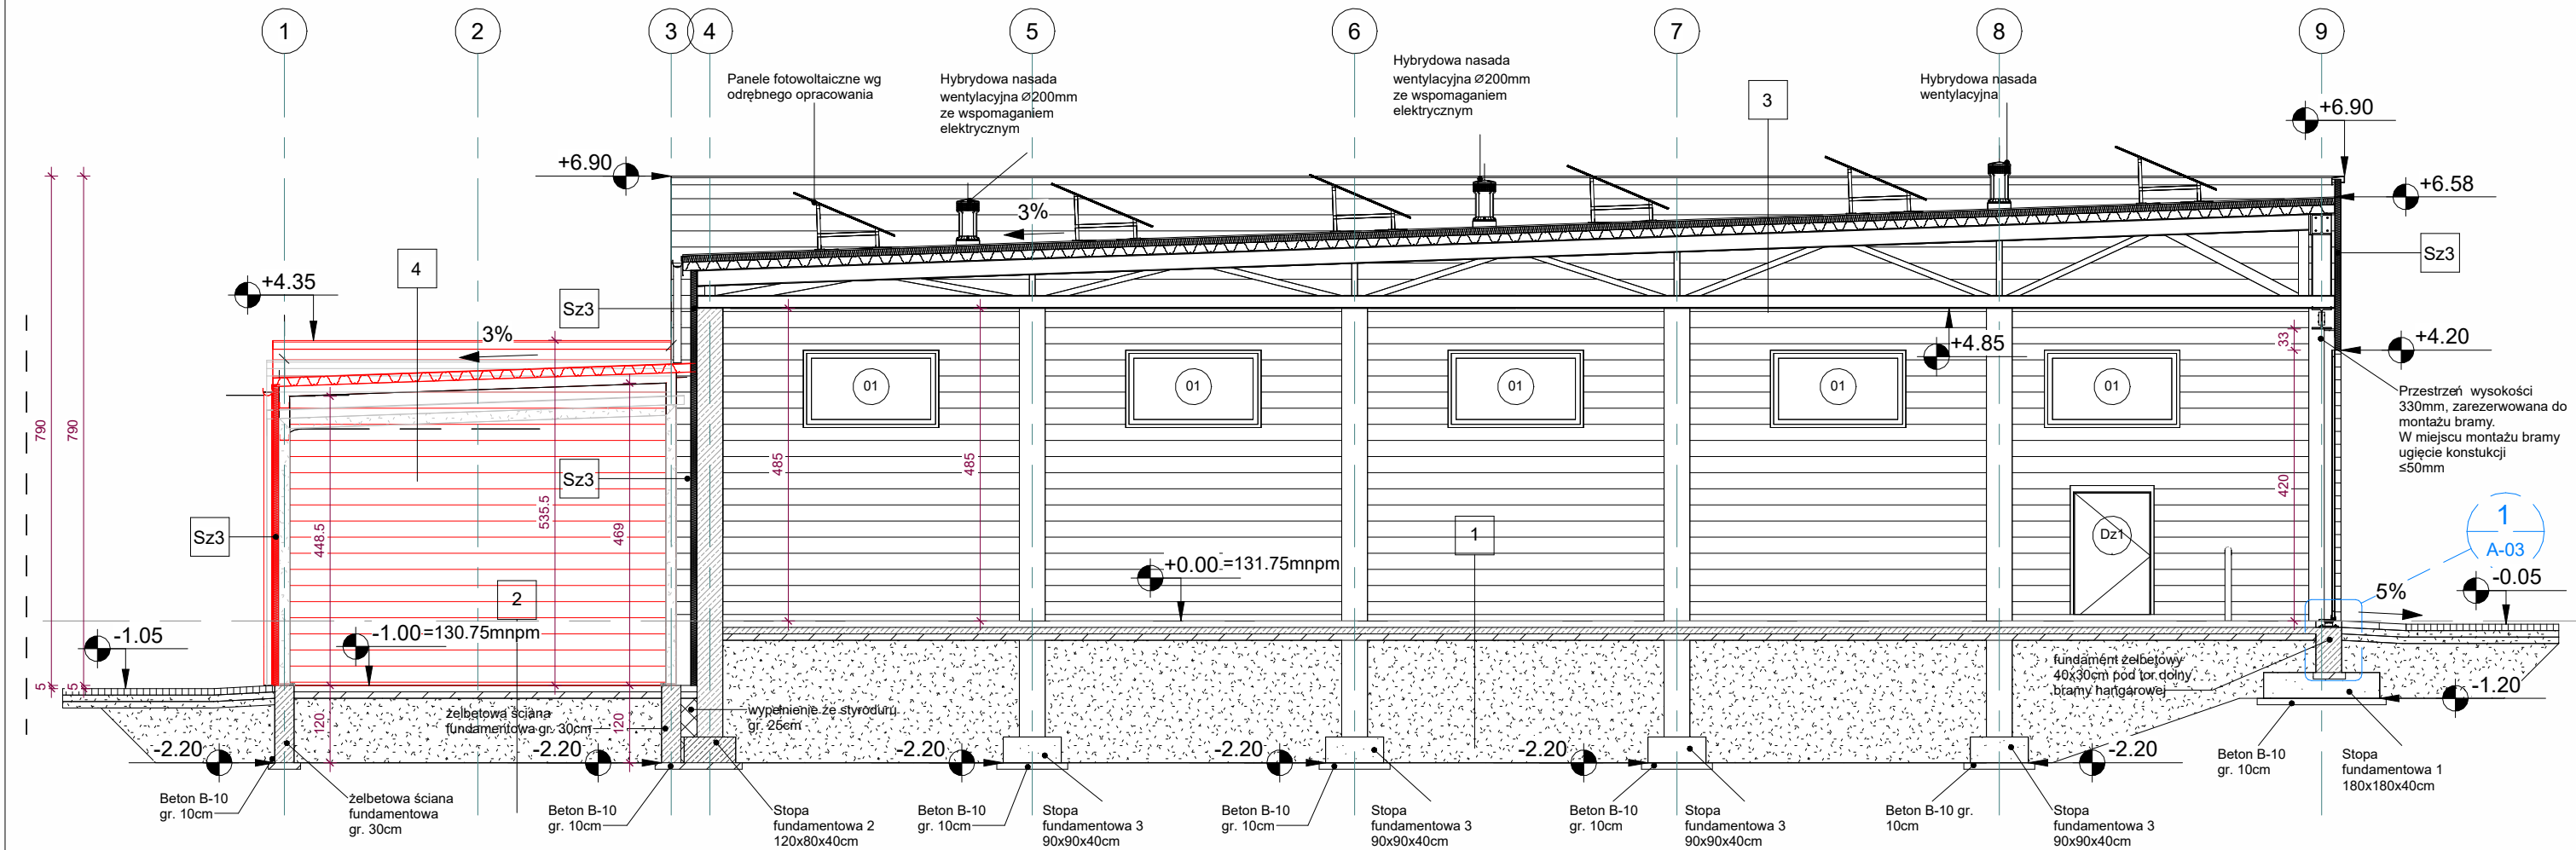 1
2
3
4
5
6
7
8
9
Panele fotowoltaiczne wg
odrębnego opracowania
Hybrydowa nasada
wentylacyjna ∅200mm
ze wspomaganiem
elektrycznym
Hybrydowa nasada
wentylacyjna ∅200mm
ze wspomaganiem
elektrycznym
3
Hybrydowa nasada
wentylacyjna
+6.90
+6.90
+6.58
3%
4
+4.35
Sz3
Sz3
3%
+4.85
33
+4.20
01
01
01
01
01
Przestrzeń wysokości
330mm, zarezerwowana do
montażu bramy.
W miejscu montażu bramy
ugięcie konstukcji
≤50mm
790
790
485
485
420
Sz3
Sz3
448.5
535.5
469
1
Dz1
1
A-03
+0.00=131.75mnpm
2
-1.05
-1.00=130.75mnpm
5%
-0.05
5
5
120
120
żelbetowa ściana
fundamentowa gr. 30cm
wypełnienie ze styroduru
gr. 25cm
fundament żelbetowy
40x30cm pod tor dolny
bramy hangarowej
-1.20
-2.20
-2.20
-2.20
-2.20
-2.20
-2.20
Beton B-10
gr. 10cm
żelbetowa ściana
fundamentowa
gr. 30cm
Beton B-10
gr. 10cm
Stopa
fundamentowa 2
120x80x40cm
Beton B-10
gr. 10cm
Stopa
fundamentowa 3
90x90x40cm
Beton B-10
gr. 10cm
Stopa
fundamentowa 3
90x90x40cm
Beton B-10
gr. 10cm
Stopa
fundamentowa 3
90x90x40cm
Beton B-10 gr.
10cm
Stopa
fundamentowa 3
90x90x40cm
Beton B-10
gr. 10cm
Stopa
fundamentowa 1
180x180x40cm